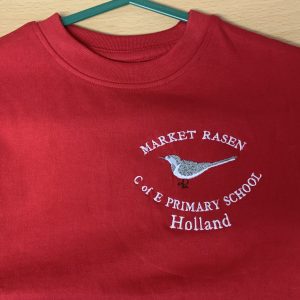 MARKET RASEN
C of E PRIMARY SCHOOL
Holland